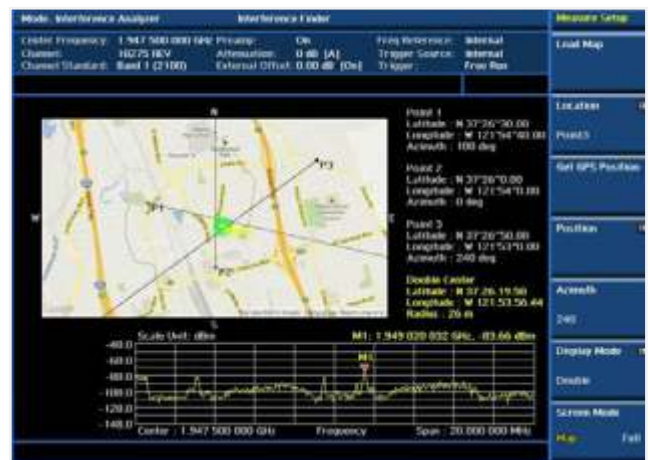 Mode: Interference Analyzer
Interference Finder
Measure Setup
Center Frequency: 1.947 500 000 GHz
Preamp: On
Freq Reference: Internal
Channel: 10275 REV
Attenuation: 0 dB [A]
Trigger Source: Internal
Channel Standard: Band 1 (2100)
External Offset: 0.00 dB [On]
Trigger: Free Run
Load Map
Location
Point3
Get GPS Position
Position
Azimuth
240
Display Mode
Double
Screen Mode
Map Full
N
W
E
S
P1
P2
P3
Point 1
Latitude : N 37°26"30.00
Longitude : W 121°54"40.00
Azimuth : 100 deg
Point 2
Latitude : N 37°26"0.00
Longitude : W 121°54"0.00
Azimuth : 0 deg
Point 3
Latitude : N 37°26"50.00
Longitude : W 121°53"0.00
Azimuth : 240 deg
Double Center
Latitude : N 37.26.19.50
Longitude : W 121.53.56.44
Radius : 26 m
Scale Unit: dBm
M1: 1.949 020 032 GHz, -83.66 dBm
M1
-40.0
-60.0
-80.0
-100.0
-120.0
-140.0
Center : 1.947 500 000 GHz
Frequency
Span : 20.000 000 MHz